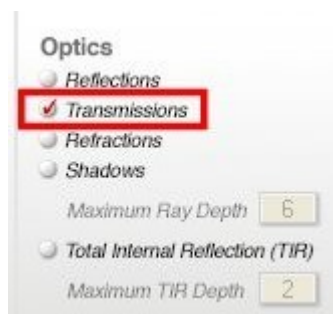 Optics
Reflections
Transmissions
Refractions
Shadows
Maximum Ray Depth 6
Total Internal Reflection (TIR)
Maximum TIR Depth 2